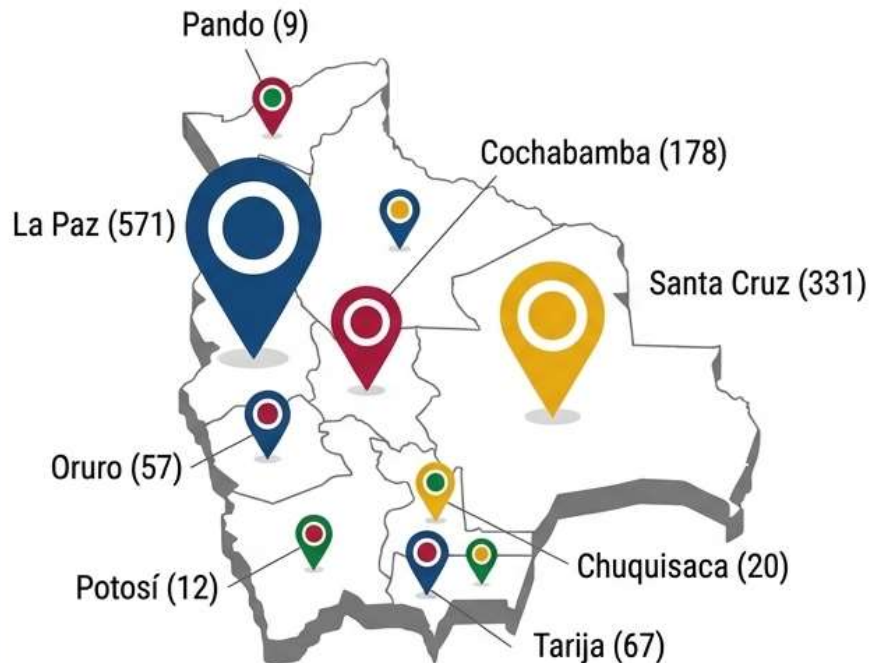 Pando (9)
Cochabamba (178)
La Paz (571)
Santa Cruz (331)
Oruro (57)
Chuquisaca (20)
Potosí (12)
Tarija (67)